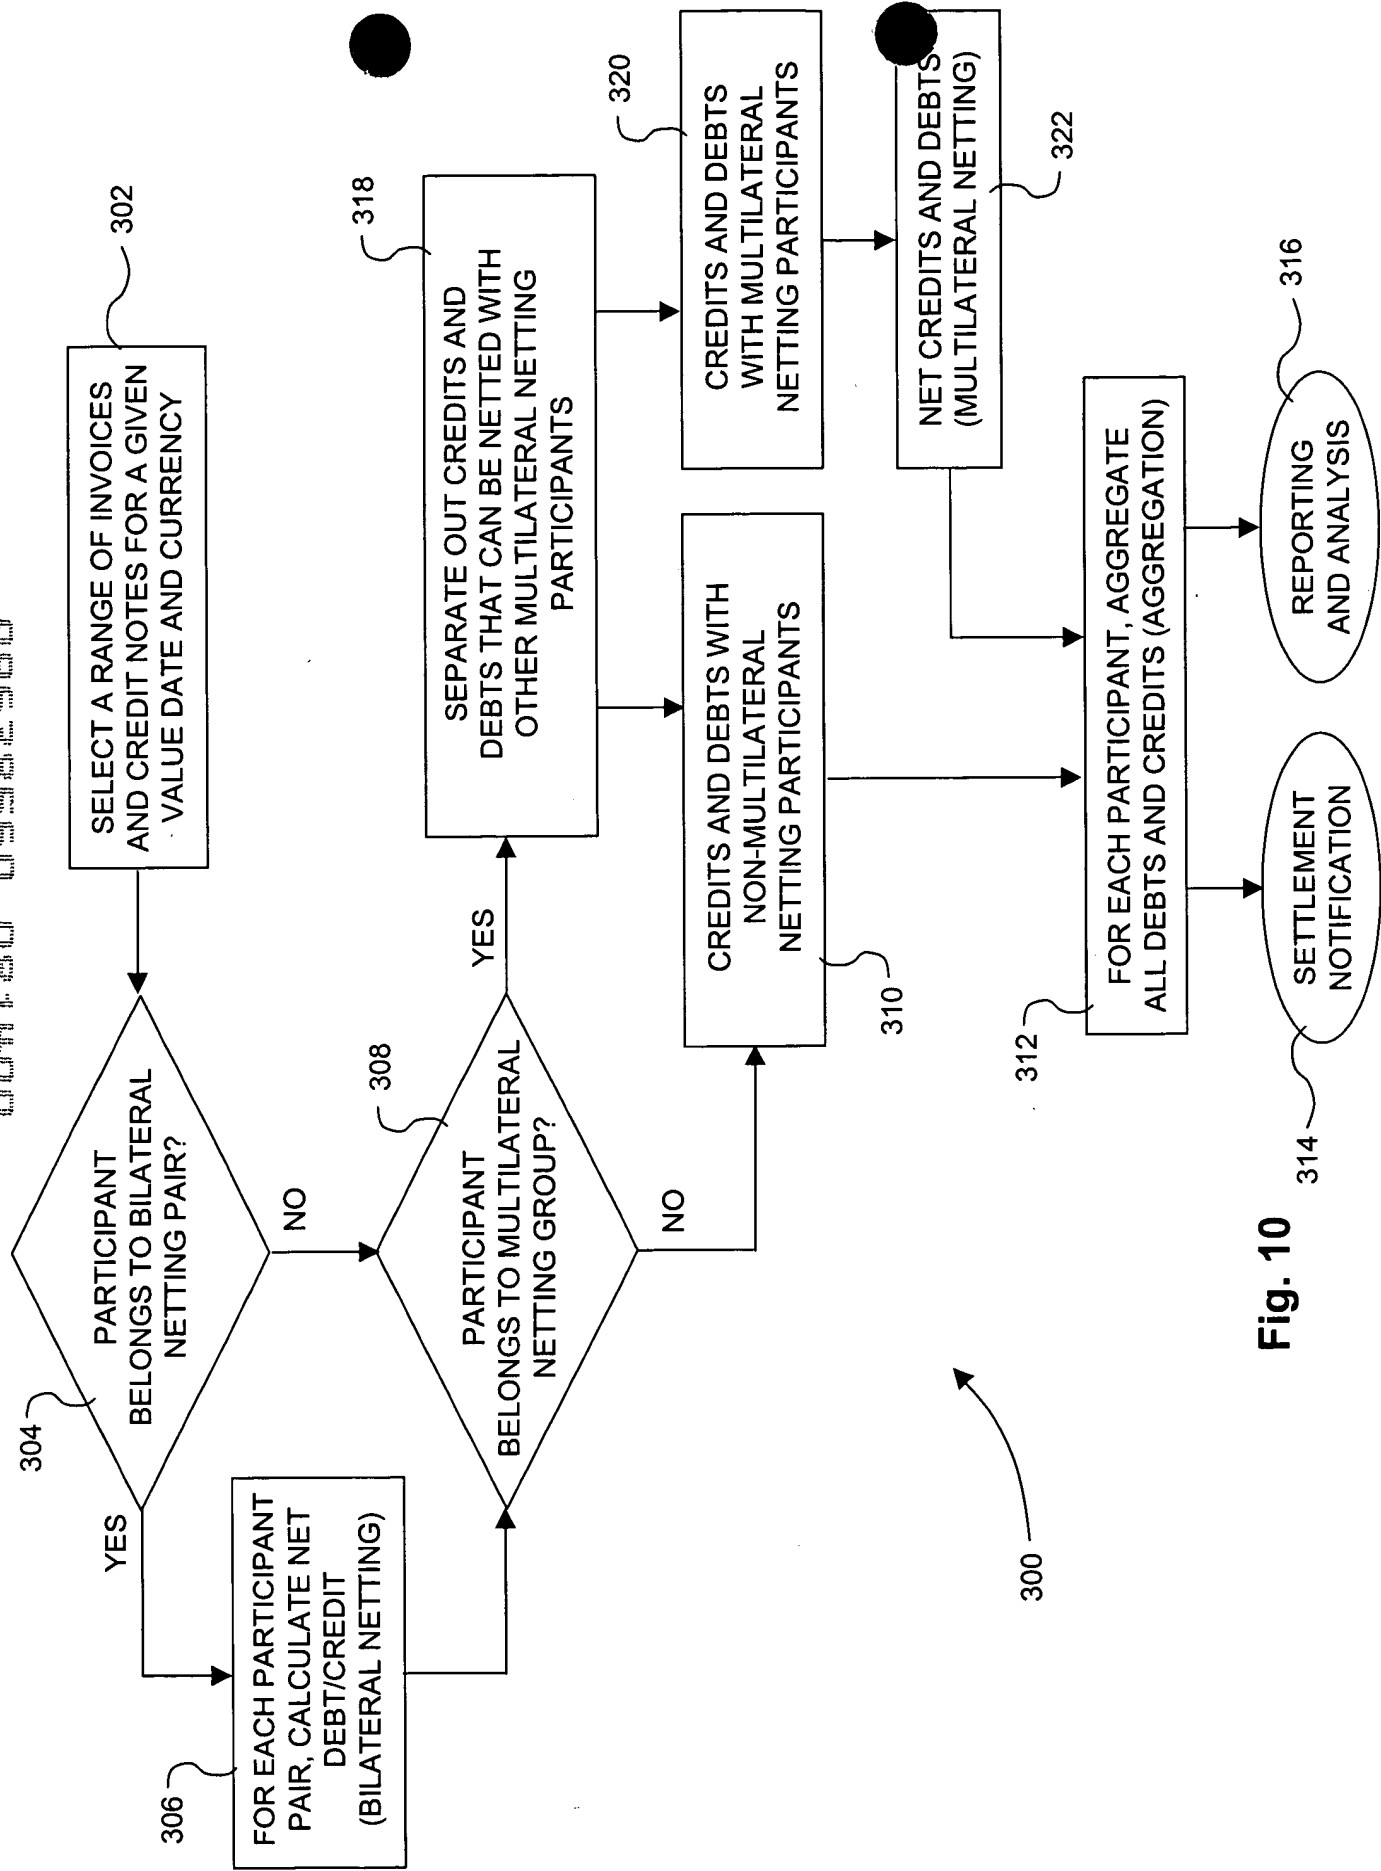 302
SELECT A RANGE OF INVOICES
AND CREDIT NOTES FOR A GIVEN
VALUE DATE AND CURRENCY
304
PARTICIPANT
BELONGS TO BILATERAL
NETTING PAIR?
YES
NO
306
FOR EACH PARTICIPANT
PAIR, CALCULATE NET
DEBT/CREDIT
(BILATERAL NETTING)
308
PARTICIPANT
BELONGS TO MULTILATERAL
NETTING GROUP?
YES
NO
318
SEPARATE OUT CREDITS AND
DEBTS THAT CAN BE NETTED WITH
OTHER MULTILATERAL NETTING
PARTICIPANTS
310
CREDITS AND DEBTS WITH
NON-MULTILATERAL
NETTING PARTICIPANTS
320
CREDITS AND DEBTS
WITH MULTILATERAL
NETTING PARTICIPANTS
322
NET CREDITS AND DEBTS
(MULTILATERAL NETTING)
312
FOR EACH PARTICIPANT, AGGREGATE
ALL DEBTS AND CREDITS (AGGREGATION)
314
SETTLEMENT
NOTIFICATION
316
REPORTING
AND ANALYSIS
300
Fig. 10